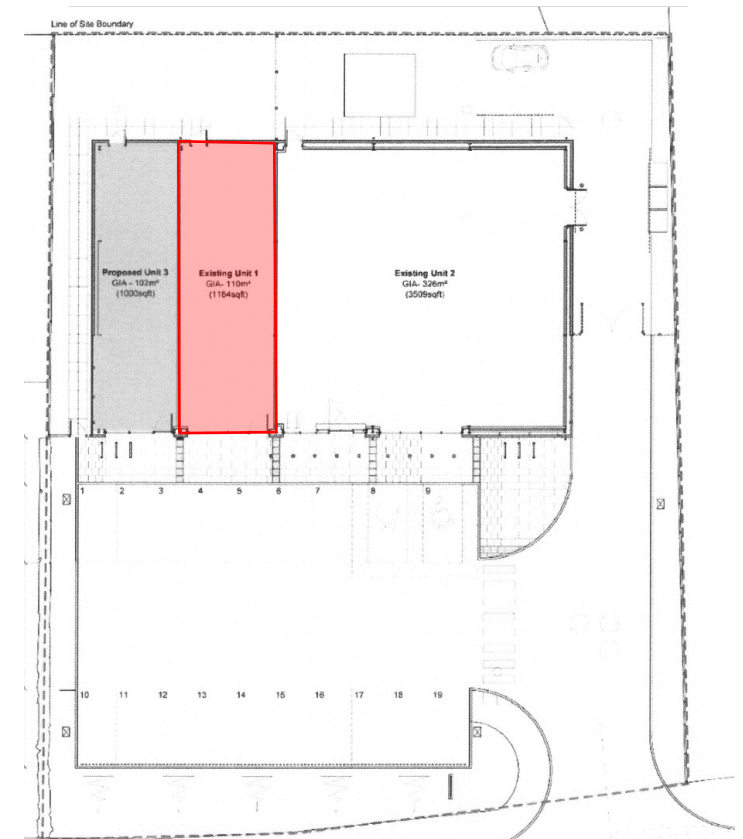 Line of Site Boundary
Proposed Unit 3
GIA - 102m²
(1000sqft)
Existing Unit 1
GIA- 110m²
(1184sqft)
Existing Unit 2
GIA- 326m²
(3509sqft)
1 2 3 4 5 6 7 8 9
10 11 12 13 14 15 16 17 18 19